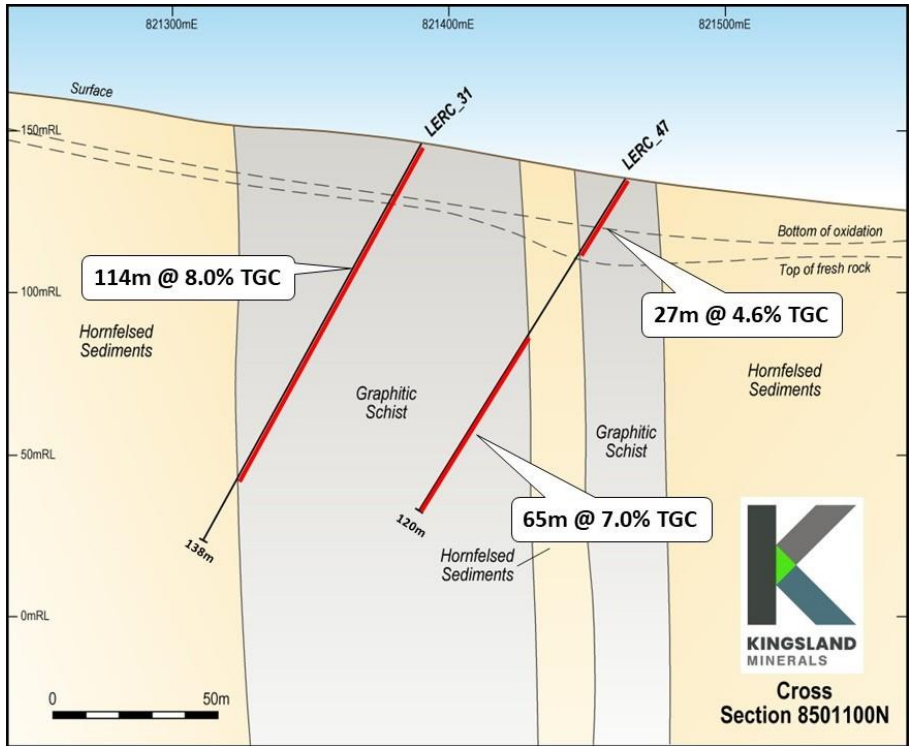 821300mE
821400mE
821500mE
Surface
LERC_31
LERC_47
150mRL
Bottom of oxidation
Top of fresh rock
114m @ 8.0% TGC
100mRL
27m @ 4.6% TGC
Hornfelsed
Sediments
Hornfelsed
Sediments
Graphitic
Schist
Graphitic
Schist
50mRL
65m @ 7.0% TGC
120m
138m
Hornfelsed
Sediments
0mRL
KINGSLAND
MINERALS
0
50m
Cross
Section 8501100N